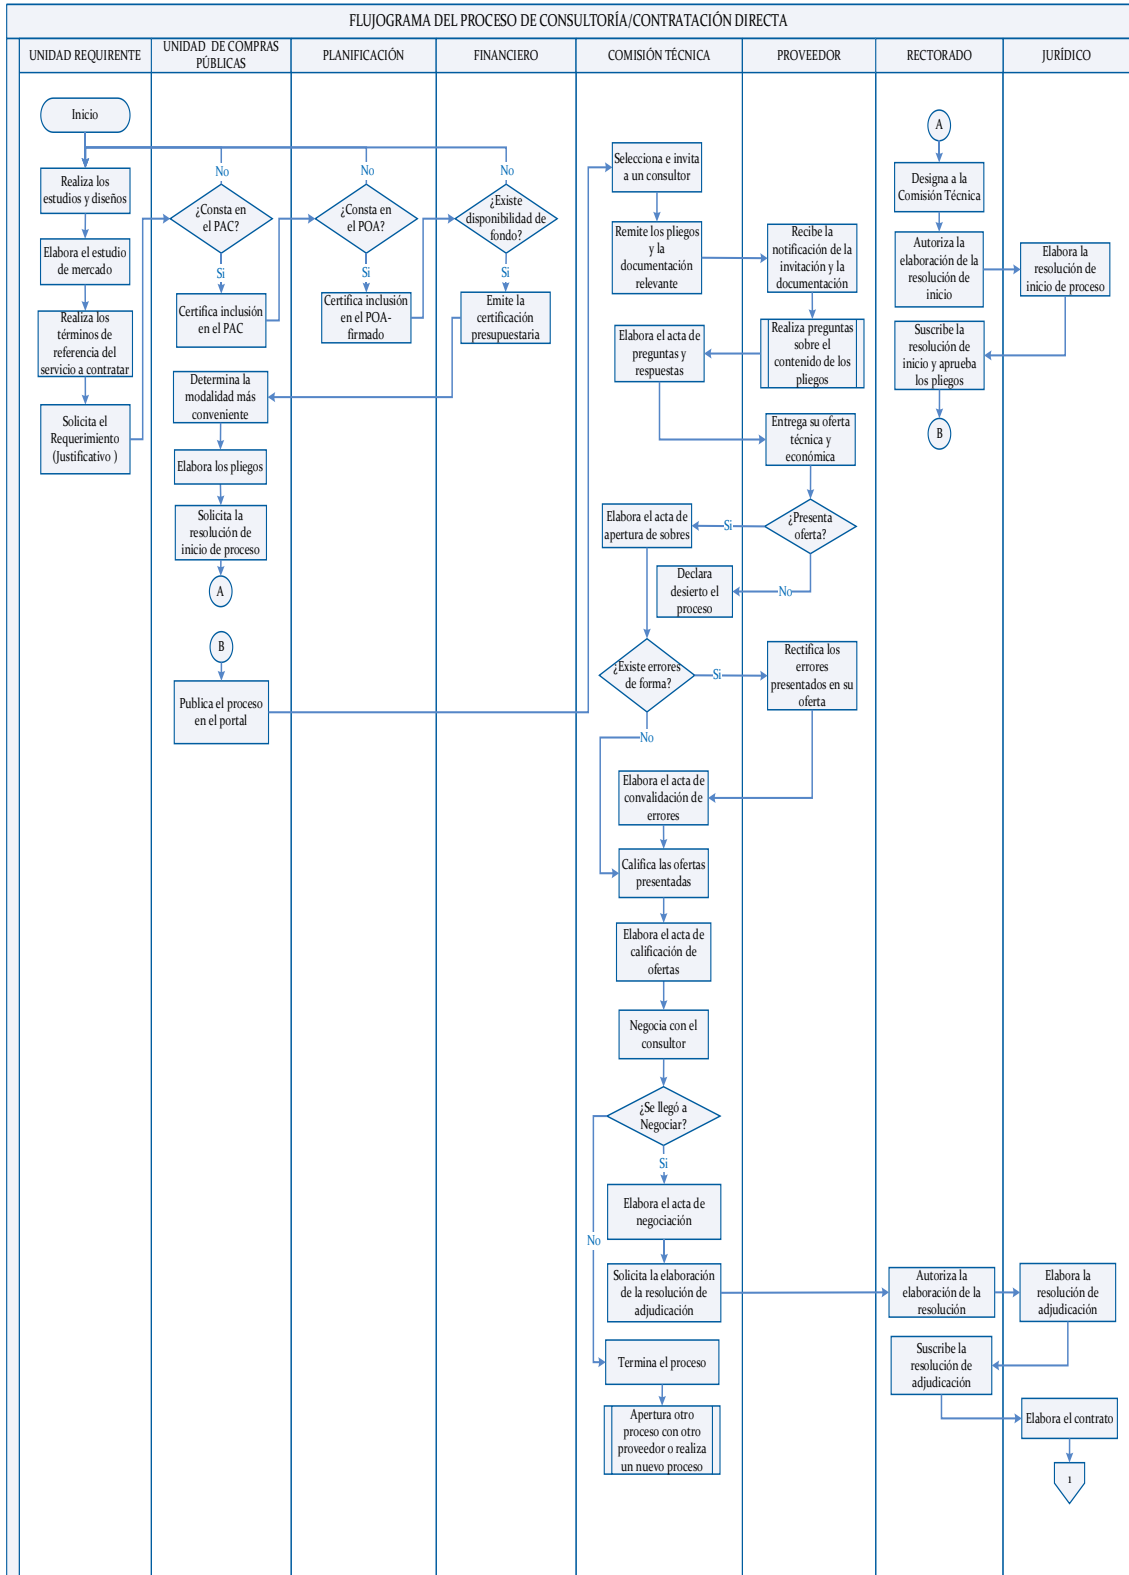 FLUJOGRAMA DEL PROCESO DE CONSULTORÍA/CONTRATACIÓN DIRECTA
UNIDAD REQUIRENTE
UNIDAD DE COMPRAS
PÚBLICAS
PLANIFICACIÓN
FINANCIERO
COMISIÓN TÉCNICA
PROVEEDOR
RECTORADO
JURÍDICO
Inicio
Realiza los
estudios y diseños
Elabora el estudio
de mercado
Realiza los
términos de
referencia del
servicio a contratar
Solicita el
Requerimiento
(Justificativo )
No
¿Consta en
el PAC?
Si
Certifica inclusión
en el PAC
Determina la
modalidad más
conveniente
Elabora los pliegos
Solicita la
resolución de
inicio de proceso
A
B
Publica el proceso
en el portal
No
¿Consta en
el POA?
Si
Certifica inclusión
en el POA-
firmado
No
¿Existe
disponibilidad de
fondo?
Si
Emite la
certificación
presupuestaria
Selecciona e invita
a un consultor
Remite los pliegos
y la
documentación
relevante
Elabora el acta de
preguntas y
respuestas
Elabora el acta de
apertura de sobres
Declara
desierto el
proceso
¿Existe errores
de forma?
Si
No
Elabora el acta de
convalidación de
errores
Califica las ofertas
presentadas
Elabora el acta de
calificación de
ofertas
Negocia con el
consultor
¿Se llegó a
Negociar?
Si
No
Elabora el acta de
negociación
Solicita la elaboración
de la resolución de
adjudicación
Termina el proceso
Apertura otro
proceso con otro
proveedor o realiza
un nuevo proceso
Recibe la
notificación de la
invitación y la
documentación
Realiza preguntas
sobre el
contenido de los
pliegos
Entrega su oferta
técnica y
económica
¿Presenta
oferta?
Si
No
Rectifica los
errores
presentados en su
oferta
A
Designa a la
Comisión Técnica
Autoriza la
elaboración de la
resolución de
inicio
Suscribe la
resolución de
inicio y aprueba
los pliegos
B
Autoriza la
elaboración de la
resolución
Suscribe la
resolución de
adjudicación
Elabora la
resolución de
inicio de proceso
Elabora la
resolución de
adjudicación
Elabora el contrato
1